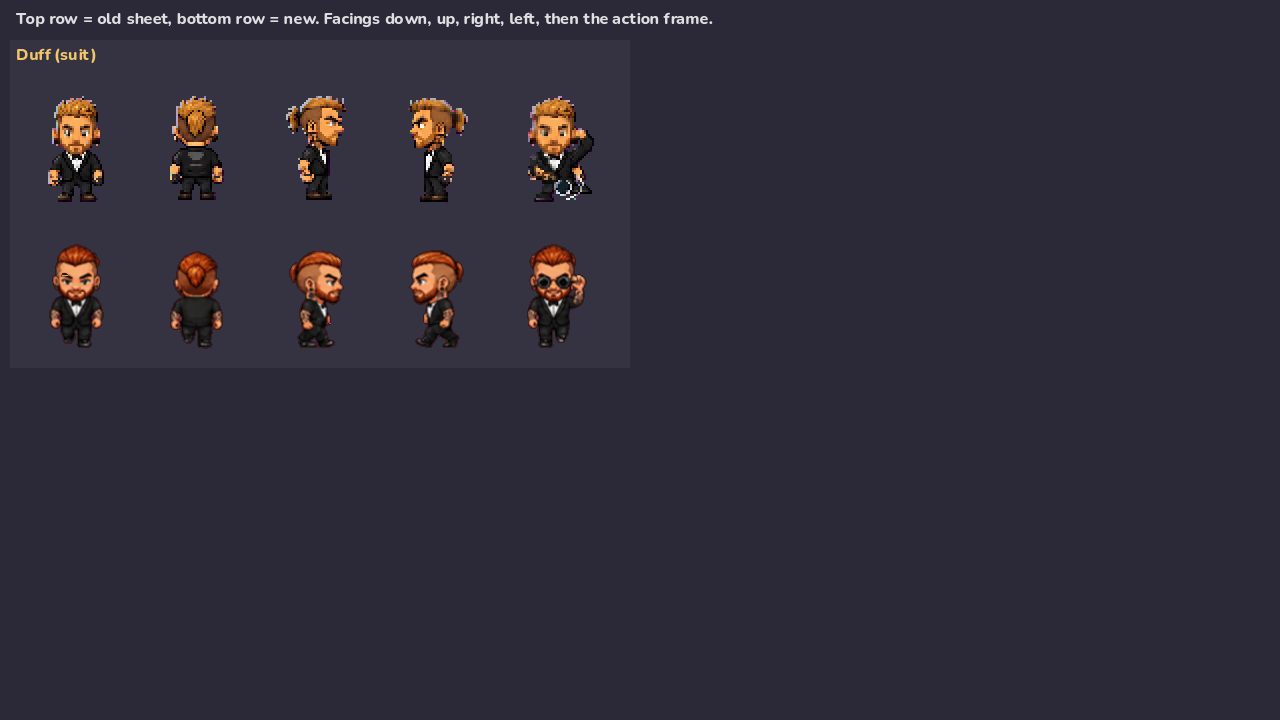 Top row = old sheet, bottom row = new. Facings down, up, right, left, then the action frame.
Duff (suit)